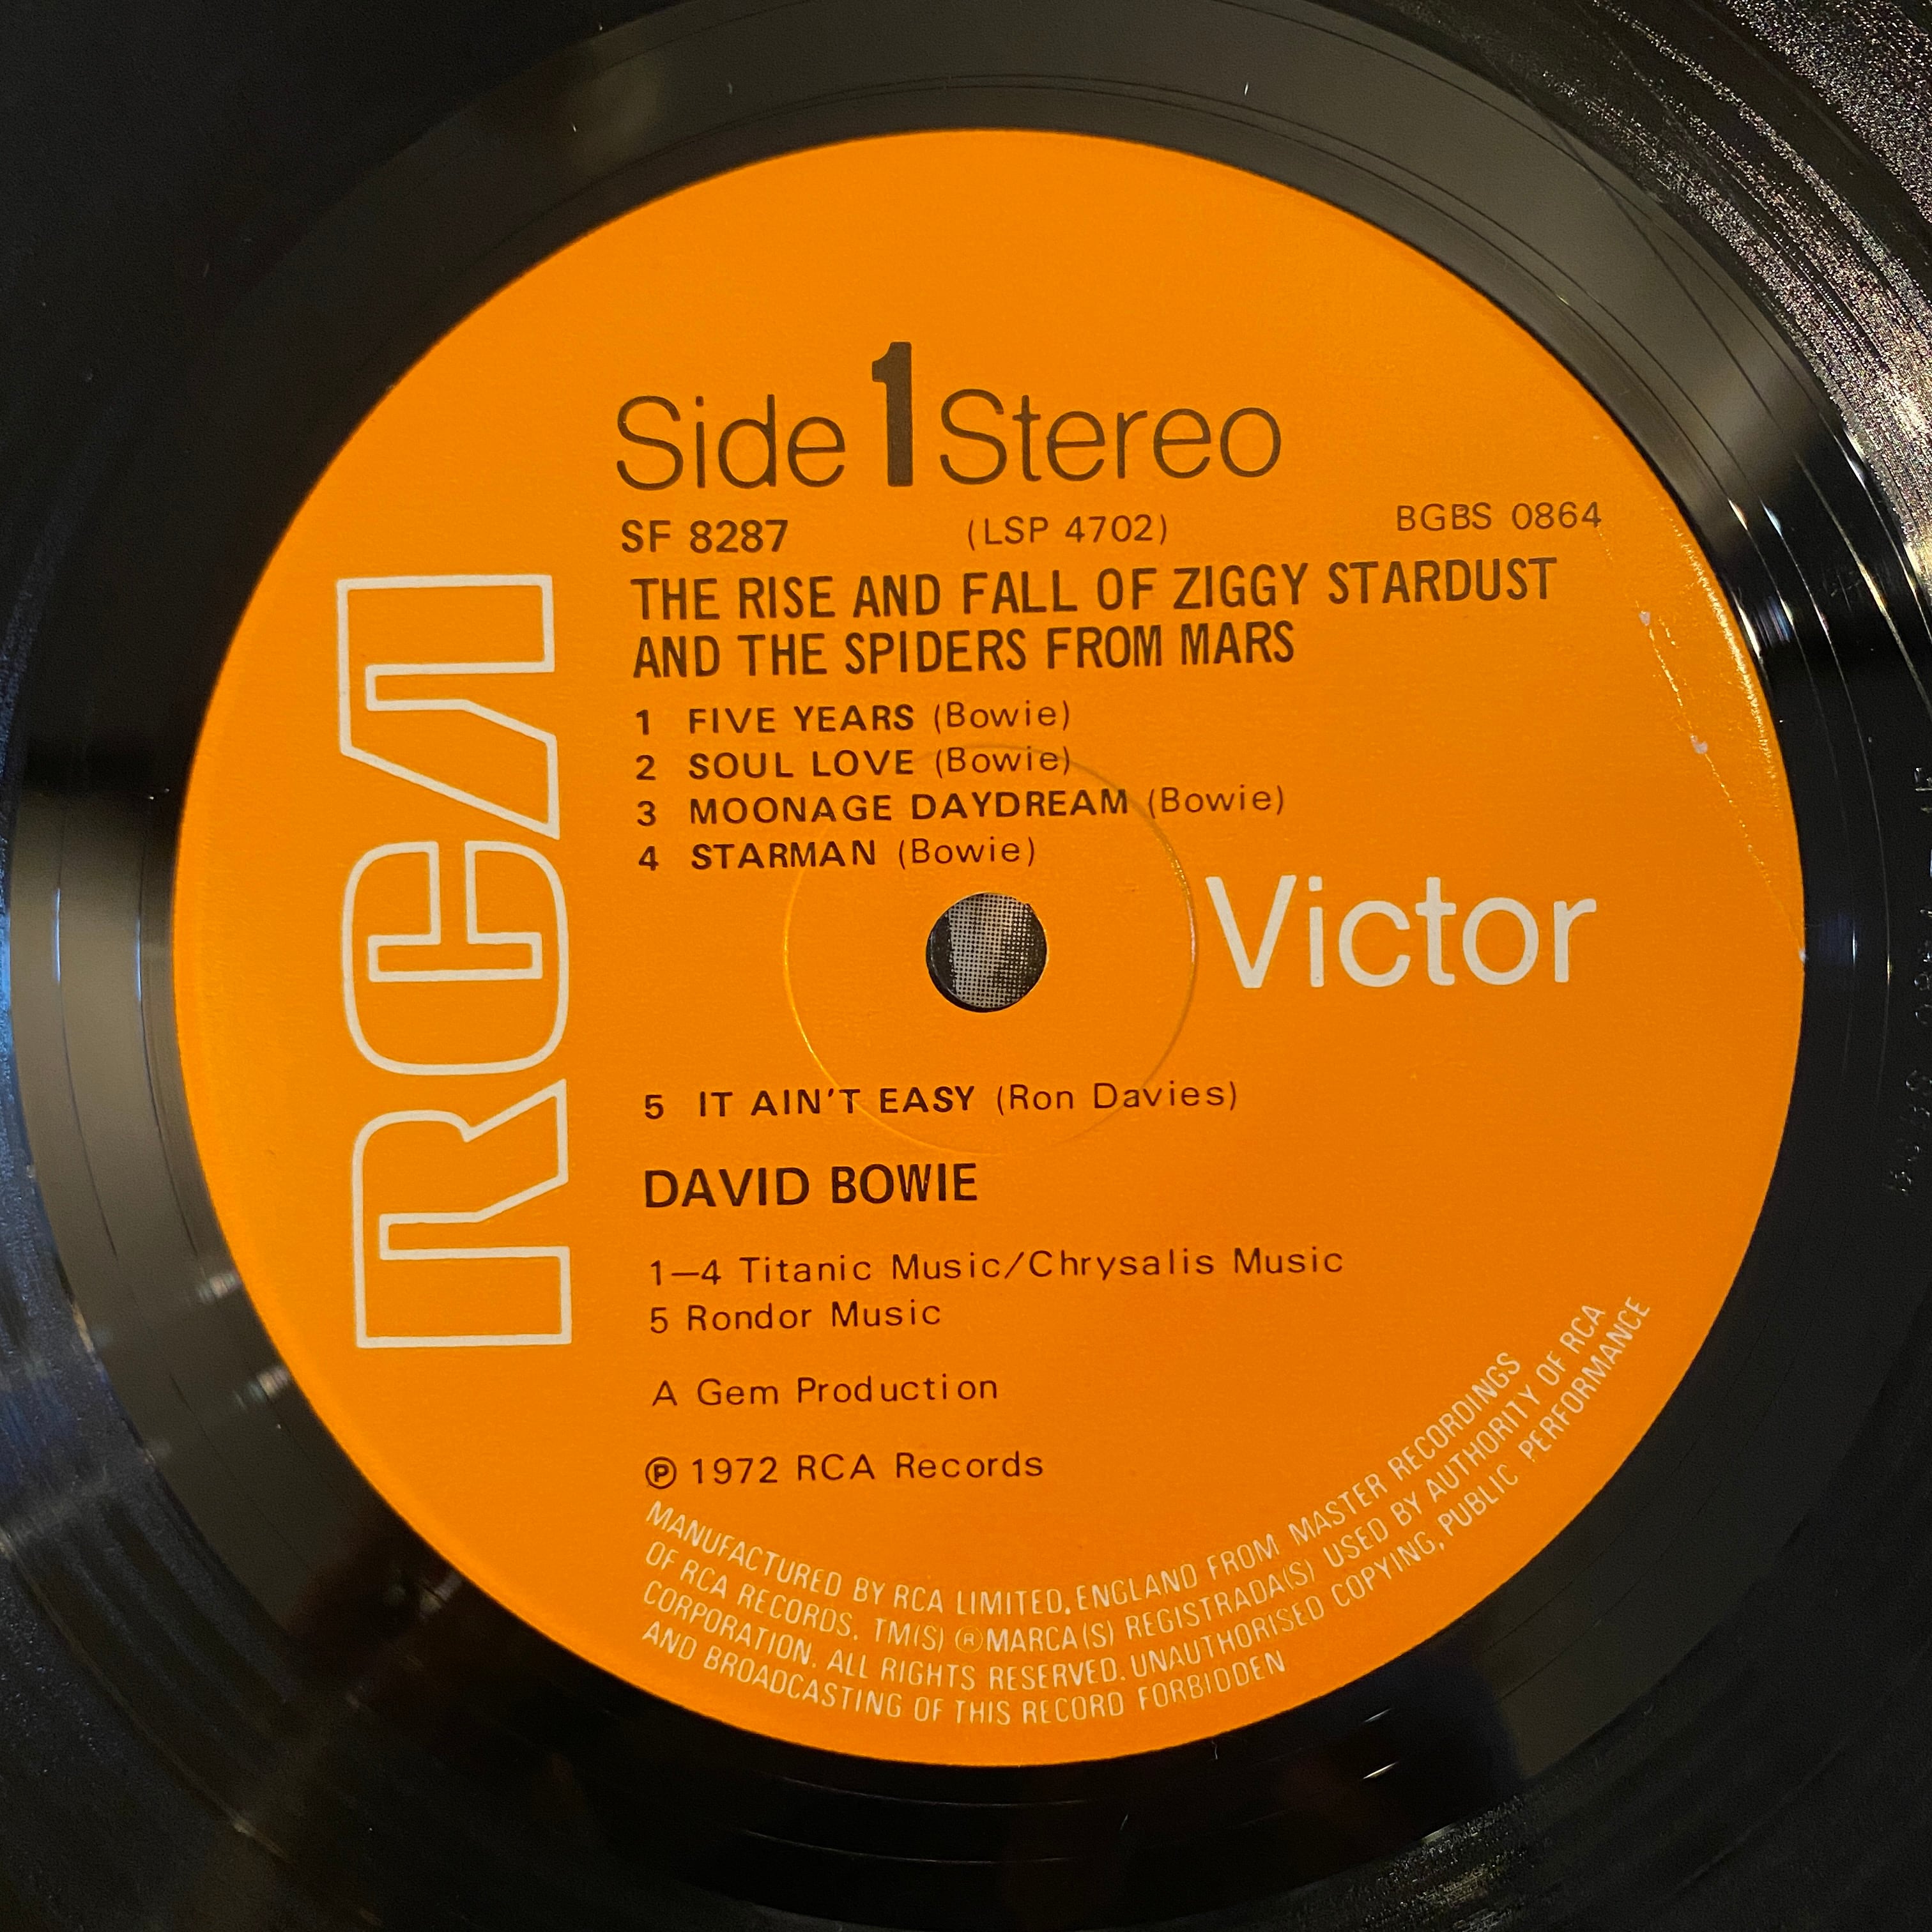 Side 1 Stereo
SF 8287 (LSP 4702) BGBS 0864
THE RISE AND FALL OF ZIGGY STARDUST
AND THE SPIDERS FROM MARS
1 FIVE YEARS (Bowie)
2 SOUL LOVE (Bowie)
3 MOONAGE DAYDREAM (Bowie)
4 STARMAN (Bowie)
RCA
Victor
5 IT AIN'T EASY (Ron Davies)
DAVID BOWIE
1—4 Titanic Music/Chrysalis Music
5 Rondor Music
A Gem Production
℗ 1972 RCA Records
MANUFACTURED BY RCA LIMITED, ENGLAND FROM MASTER RECORDINGS
OF RCA RECORDS. TM(S) ® MARCA(S) REGISTRADA(S) USED BY AUTHORITY OF RCA
CORPORATION. ALL RIGHTS RESERVED. UNAUTHORISED COPYING, PUBLIC PERFORMANCE
AND BROADCASTING OF THIS RECORD FORBIDDEN